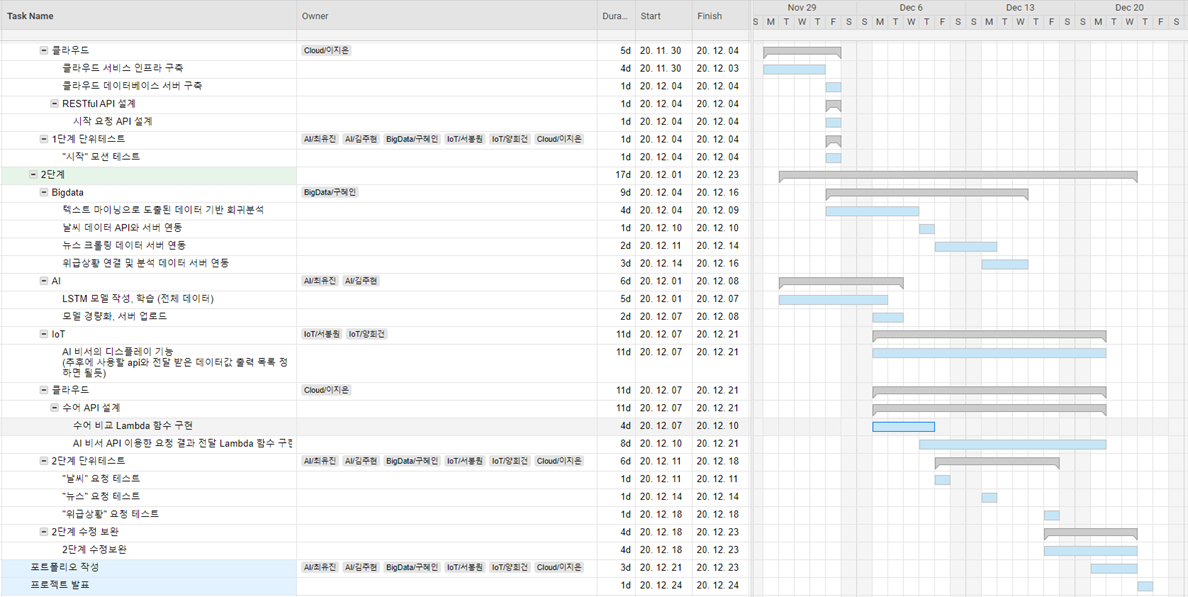 Task Name Owner Dura... Start Finish Nov 29 Dec 6 Dec 13 Dec 20
S M T W T F S S M T W T F S S M T W T F S S M T W T F S
클라우드 Cloud/이지은 5d 20. 11. 30 20. 12. 04
클라우드 서비스 인프라 구축 4d 20. 11. 30 20. 12. 03
클라우드 데이터베이스 서버 구축 1d 20. 12. 04 20. 12. 04
RESTful API 설계 1d 20. 12. 04 20. 12. 04
시작 요청 API 설계 1d 20. 12. 04 20. 12. 04
1단계 단위테스트 AI/최유진 AI/김주현 BigData/구혜인 IoT/서봉원 IoT/양희건 Cloud/이지은 1d 20. 12. 04 20. 12. 04
"시작" 모션 테스트 1d 20. 12. 04 20. 12. 04
2단계 17d 20. 12. 01 20. 12. 23
Bigdata BigData/구혜인 9d 20. 12. 04 20. 12. 16
텍스트 마이닝으로 도출된 데이터 기반 회귀분석 4d 20. 12. 04 20. 12. 09
날씨 데이터 API와 서버 연동 1d 20. 12. 10 20. 12. 10
뉴스 크롤링 데이터 서버 연동 2d 20. 12. 11 20. 12. 14
위급상황 연결 및 분석 데이터 서버 연동 3d 20. 12. 14 20. 12. 16
AI AI/최유진 AI/김주현 6d 20. 12. 01 20. 12. 08
LSTM 모델 작성, 학습 (전체 데이터) 5d 20. 12. 01 20. 12. 07
모델 경량화, 서버 업로드 2d 20. 12. 07 20. 12. 08
IoT IoT/서봉원 IoT/양희건 11d 20. 12. 07 20. 12. 21
AI 비서의 디스플레이 기능 11d 20. 12. 07 20. 12. 21
(추후에 사용할 api와 전달 받은 데이터값 출력 목록 정
하면 될듯)
클라우드 Cloud/이지은 11d 20. 12. 07 20. 12. 21
수어 API 설계 11d 20. 12. 07 20. 12. 21
수어 비교 Lambda 함수 구현 4d 20. 12. 07 20. 12. 10
AI 비서 API 이용한 요청 결과 전달 Lambda 함수 구현 8d 20. 12. 10 20. 12. 21
2단계 단위테스트 AI/최유진 AI/김주현 BigData/구혜인 IoT/서봉원 IoT/양희건 Cloud/이지은 6d 20. 12. 11 20. 12. 18
"날씨" 요청 테스트 1d 20. 12. 11 20. 12. 11
"뉴스" 요청 테스트 1d 20. 12. 14 20. 12. 14
"위급상황" 요청 테스트 1d 20. 12. 18 20. 12. 18
2단계 수정 보완 4d 20. 12. 18 20. 12. 23
2단계 수정보완 4d 20. 12. 18 20. 12. 23
포트폴리오 작성 AI/최유진 AI/김주현 BigData/구혜인 IoT/서봉원 IoT/양희건 Cloud/이지은 3d 20. 12. 21 20. 12. 23
프로젝트 발표 1d 20. 12. 24 20. 12. 24